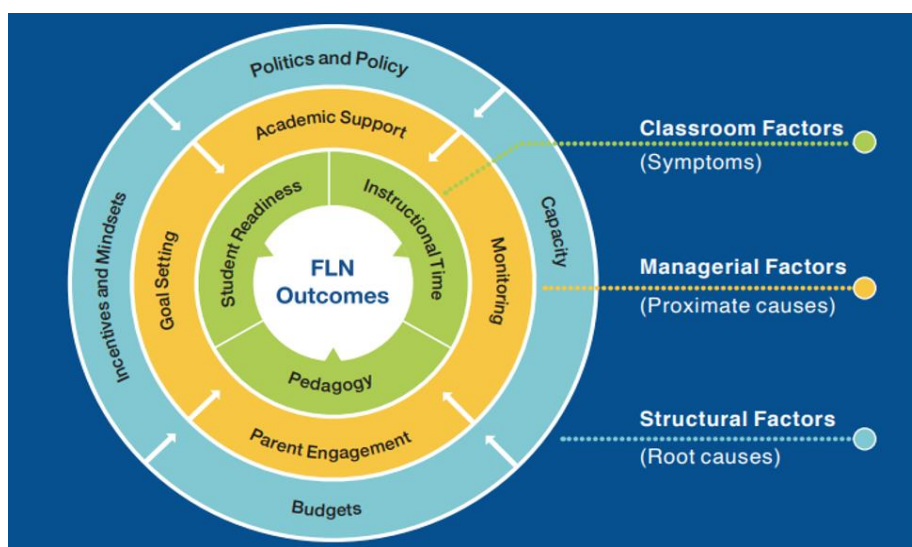 Politics and Policy
Academic Support
Student Readiness
Instructional Time
Incentives and Mindsets
Goal Setting
FLN
Outcomes
Monitoring
Capacity
Pedagogy
Parent Engagement
Budgets
Classroom Factors
(Symptoms)
Managerial Factors
(Proximate causes)
Structural Factors
(Root causes)